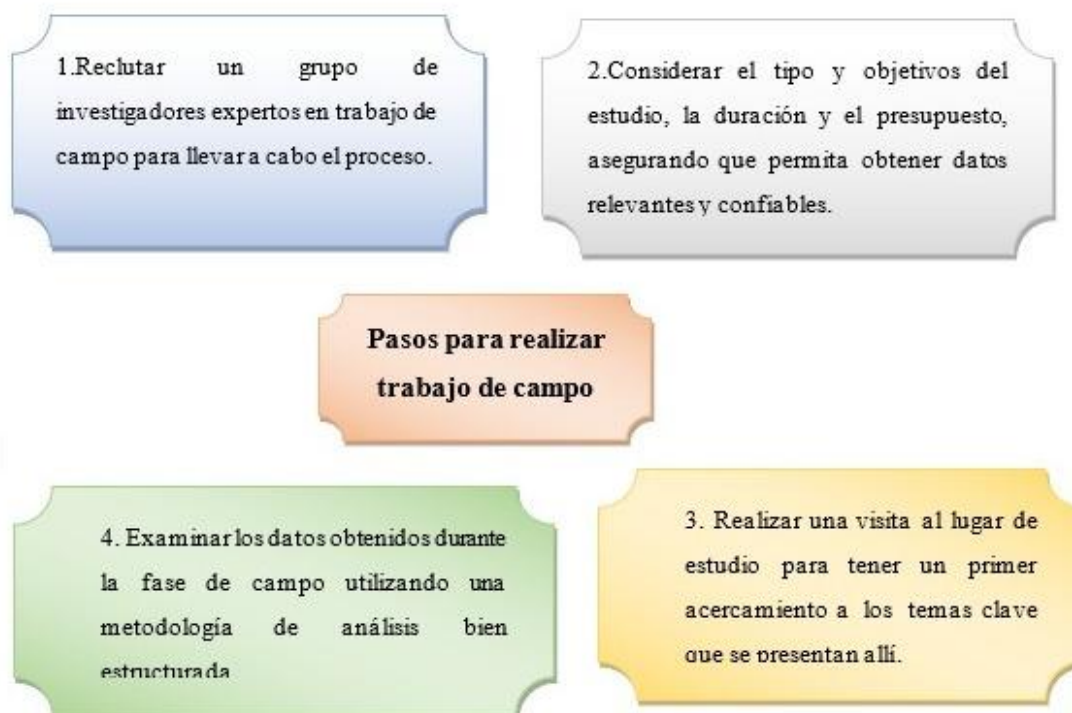 1.Reclutar un grupo de
investigadores expertos en trabajo de
campo para llevar a cabo el proceso.
2.Considerar el tipo y objetivos del
estudio, la duración y el presupuesto,
asegurando que permita obtener datos
relevantes y confiables.
Pasos para realizar
trabajo de campo
3. Realizar una visita al lugar de
estudio para tener un primer
acercamiento a los temas clave
que se presentan allí.
4. Examinar los datos obtenidos durante
la fase de campo utilizando una
metodología de análisis bien
estructurada